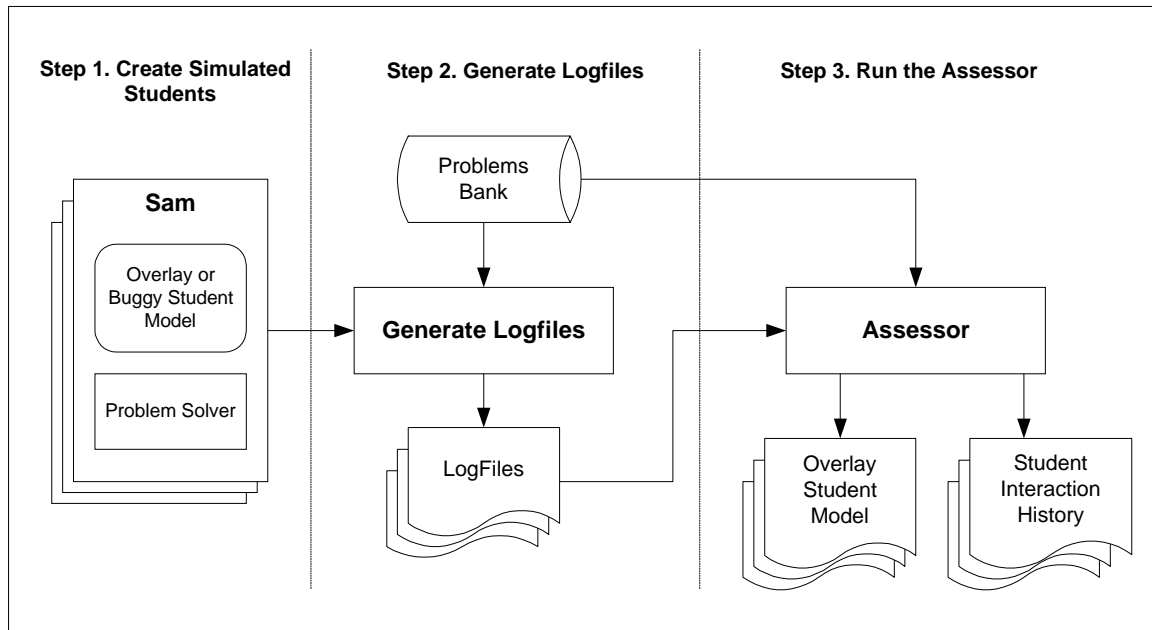 Step 1. Create Simulated
Students
Step 2. Generate Logfiles
Step 3. Run the Assessor
Sam
Overlay or
Buggy Student
Model
Problem Solver
Problems
Bank
Generate Logfiles
LogFiles
Assessor
Overlay
Student
Model
Student
Interaction
History